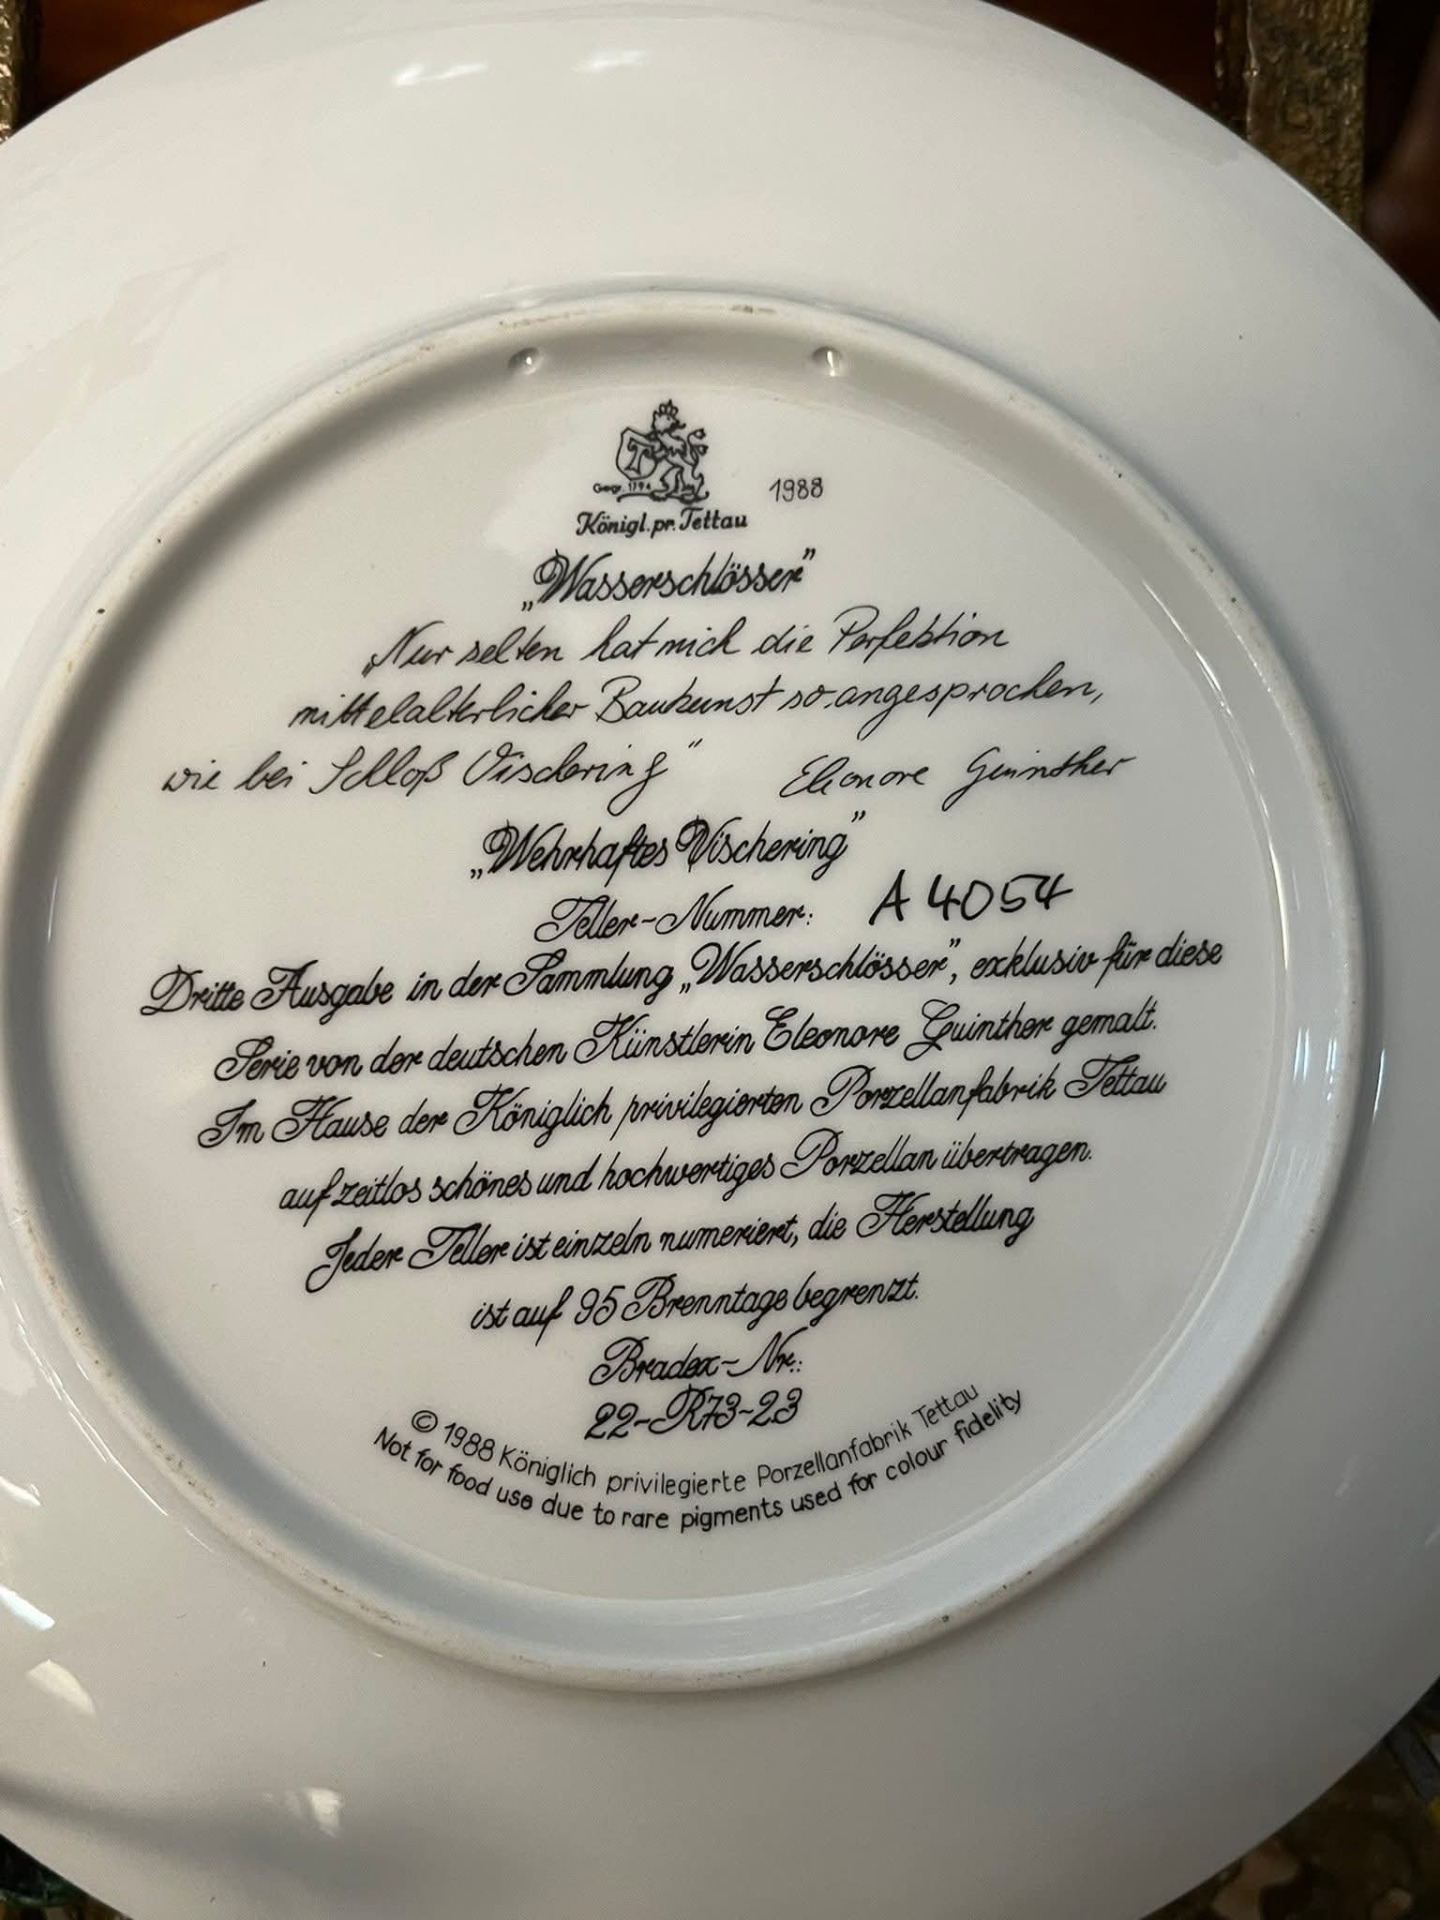 Gegr. 1794
1988
Königl. pr. Tettau
„Wasserschlösser”
„Nur selten hat mich die Perfektion
mittelalterlicher Baukunst so angesprochen,
wie bei Schloß Vischering” Eleonore Guinther
„Wehrhaftes Vischering”
Teller-Nummer: A 4054
Dritte Ausgabe in der Sammlung „Wasserschlösser”, exklusiv für diese
Serie von der deutschen Künstlerin Eleonore Guinther gemalt.
Im Hause der Königlich privilegierten Porzellanfabrik Tettau
auf zeitlos schönes und hochwertiges Porzellan übertragen.
Jeder Teller ist einzeln numeriert, die Herstellung
ist auf 95 Brenntage begrenzt.
Bradex-Nr.:
22-R73-2.3
© 1988 Königlich privilegierte Porzellanfabrik Tettau
Not for food use due to rare pigments used for colour fidelity